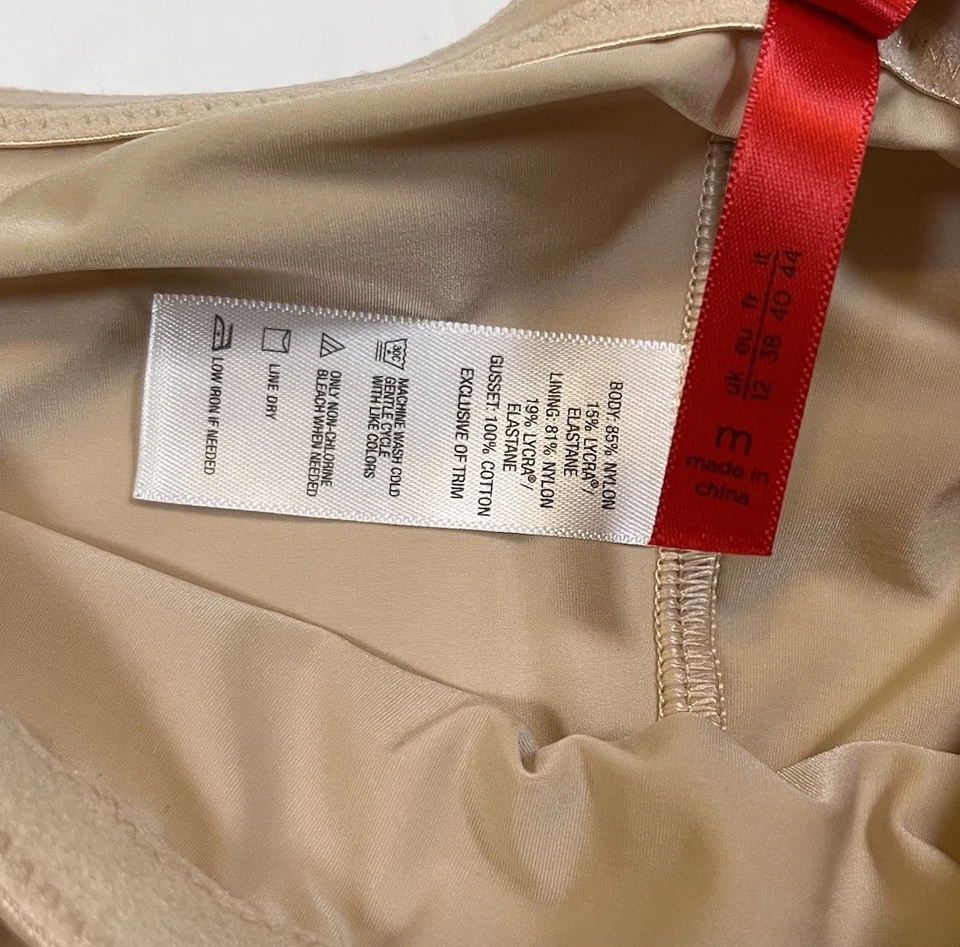 BODY: 85% NYLON
15% LYCRA®/
ELASTANE
LINING: 81% NYLON
19% LYCRA®/
ELASTANE
GUSSET: 100% COTTON
EXCLUSIVE OF TRIM
30C
MACHINE WASH COLD
GENTLE CYCLE
WITH LIKE COLORS
ONLY NON-CHLORINE
BLEACH WHEN NEEDED
LINE DRY
LOW IRON IF NEEDED
uk eu fr it
12 38 40 44
m
made in
china